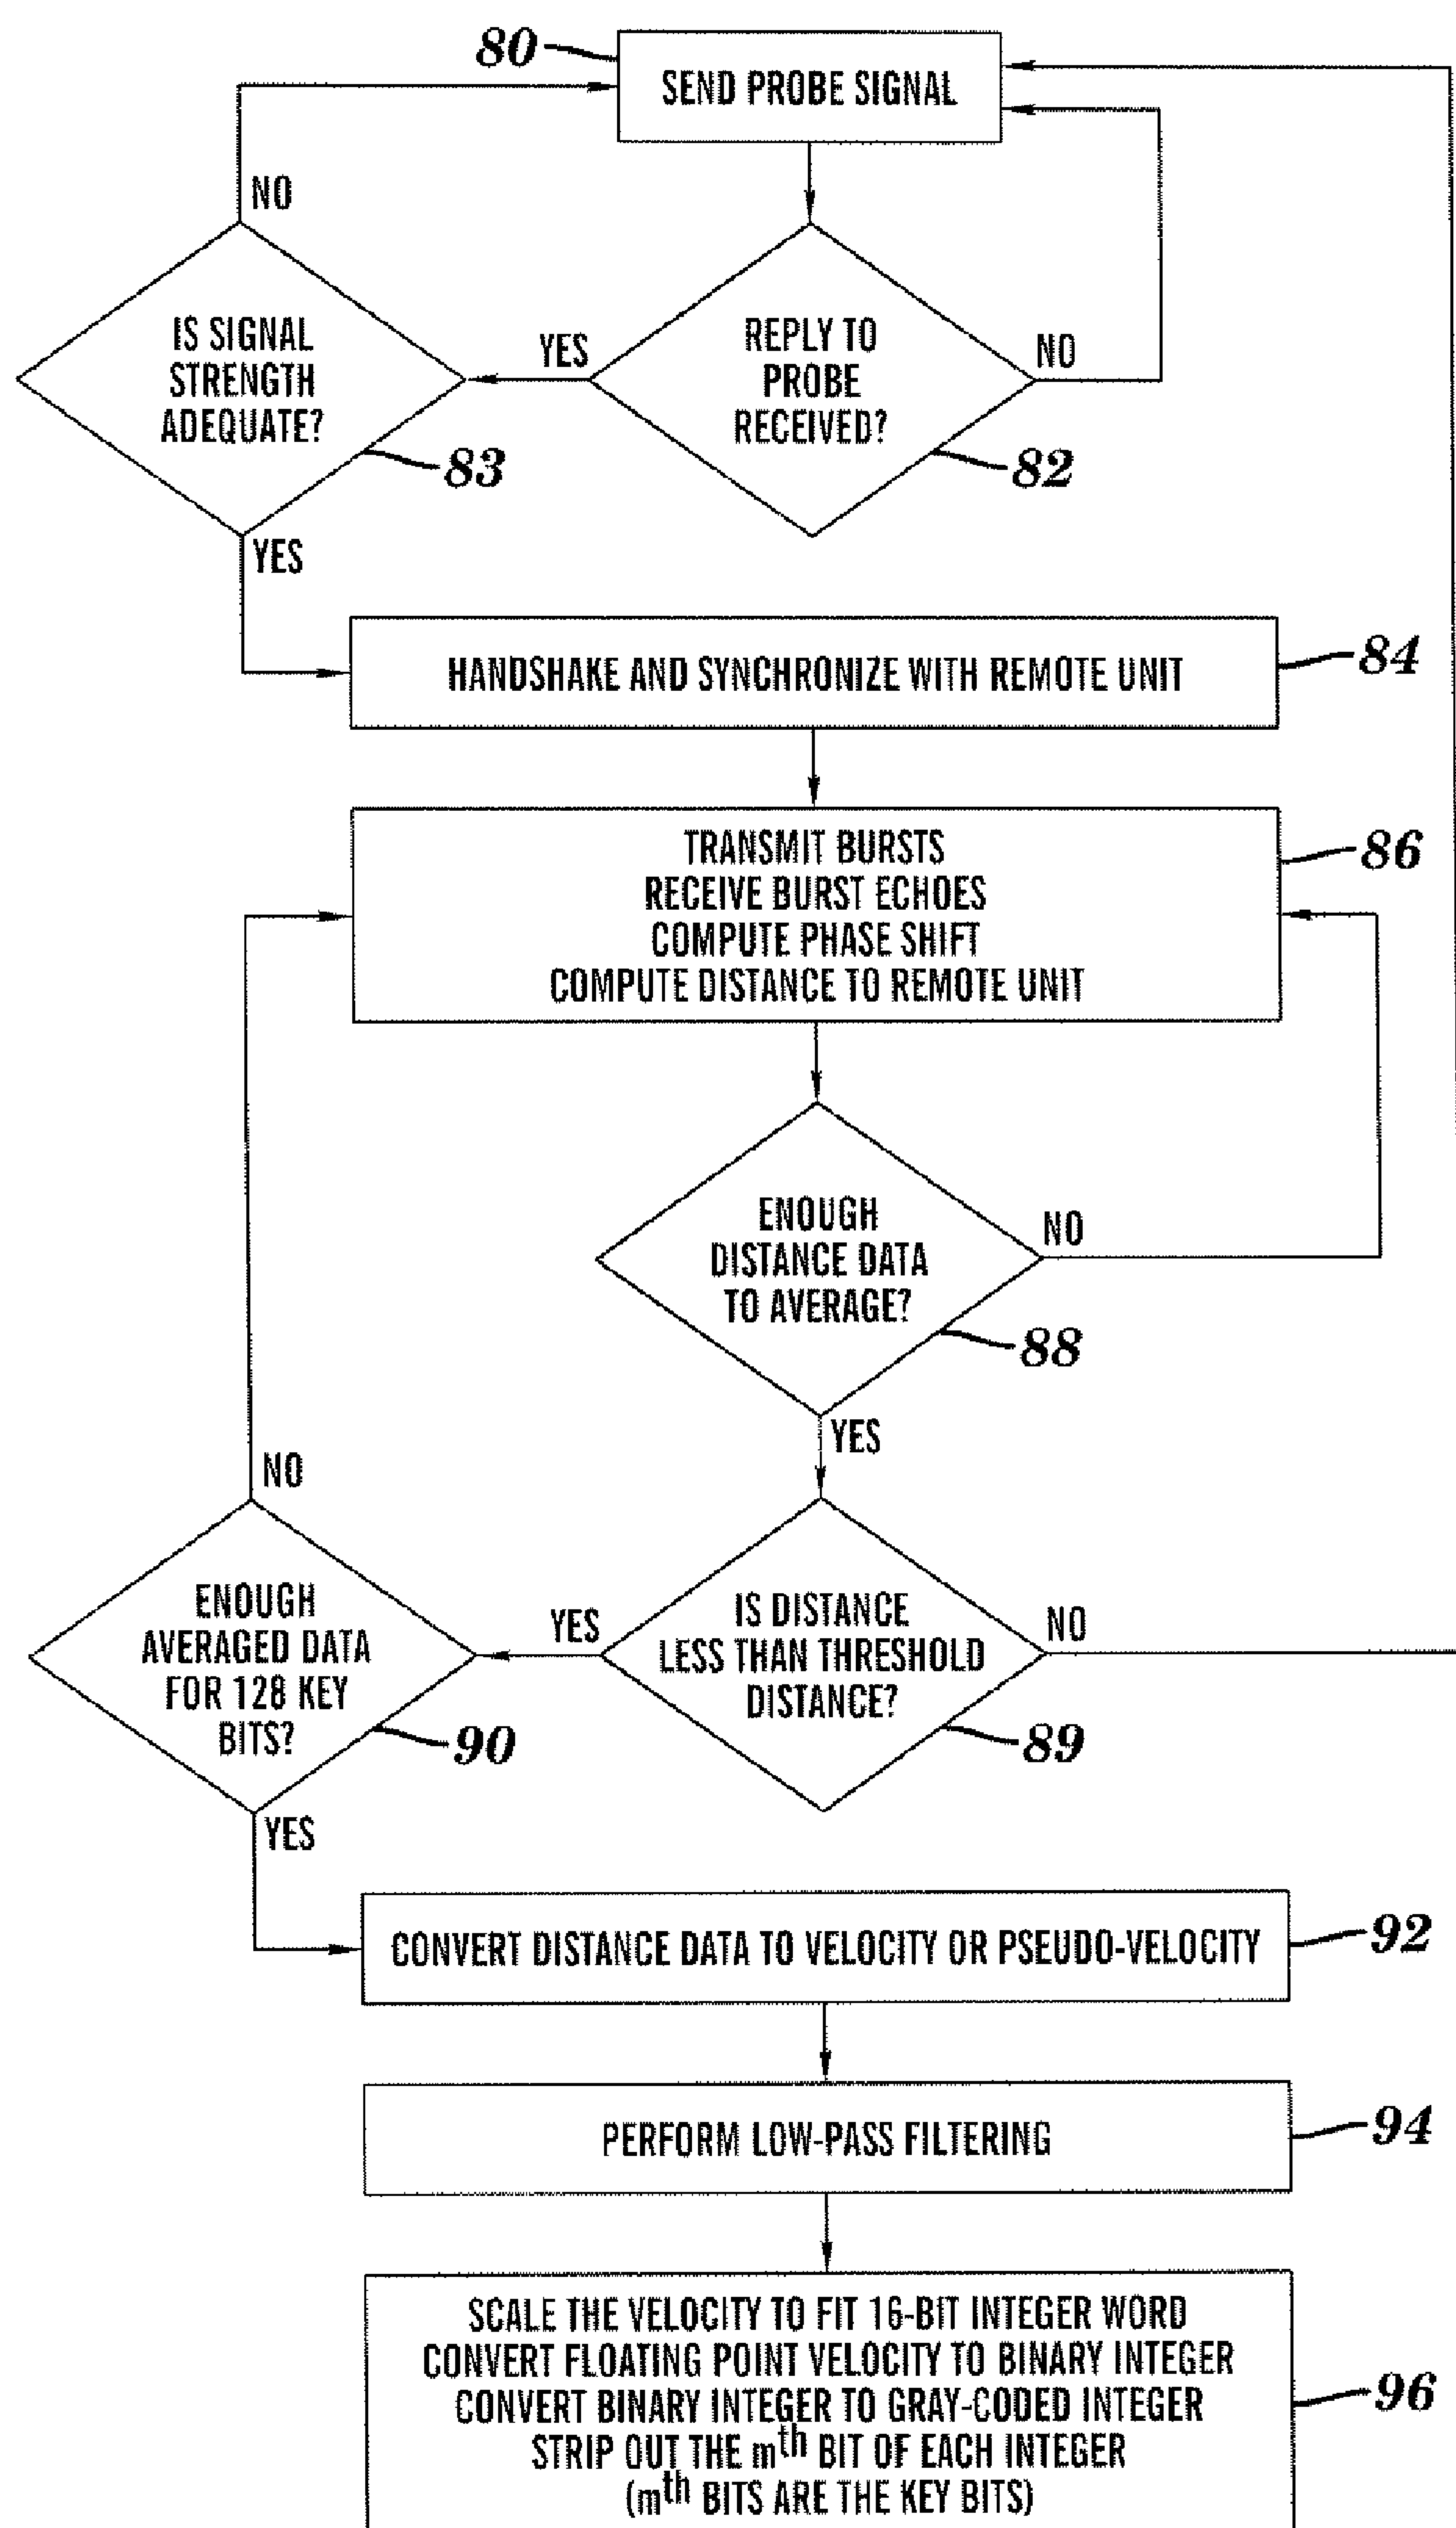 80
SEND PROBE SIGNAL
NO
IS SIGNAL
STRENGTH
ADEQUATE?
83
YES
REPLY TO
PROBE
RECEIVED?
82
NO
YES
HANDSHAKE AND SYNCHRONIZE WITH REMOTE UNIT
84
TRANSMIT BURSTS
RECEIVE BURST ECHOES
COMPUTE PHASE SHIFT
COMPUTE DISTANCE TO REMOTE UNIT
86
ENOUGH
DISTANCE DATA
TO AVERAGE?
88
NO
YES
NO
ENOUGH
AVERAGED DATA
FOR 128 KEY
BITS?
90
YES
IS DISTANCE
LESS THAN THRESHOLD
DISTANCE?
89
NO
YES
CONVERT DISTANCE DATA TO VELOCITY OR PSEUDO-VELOCITY
92
PERFORM LOW-PASS FILTERING
94
SCALE THE VELOCITY TO FIT 16-BIT INTEGER WORD
CONVERT FLOATING POINT VELOCITY TO BINARY INTEGER
CONVERT BINARY INTEGER TO GRAY-CODED INTEGER
STRIP OUT THE mth BIT OF EACH INTEGER
(mth BITS ARE THE KEY BITS)
96